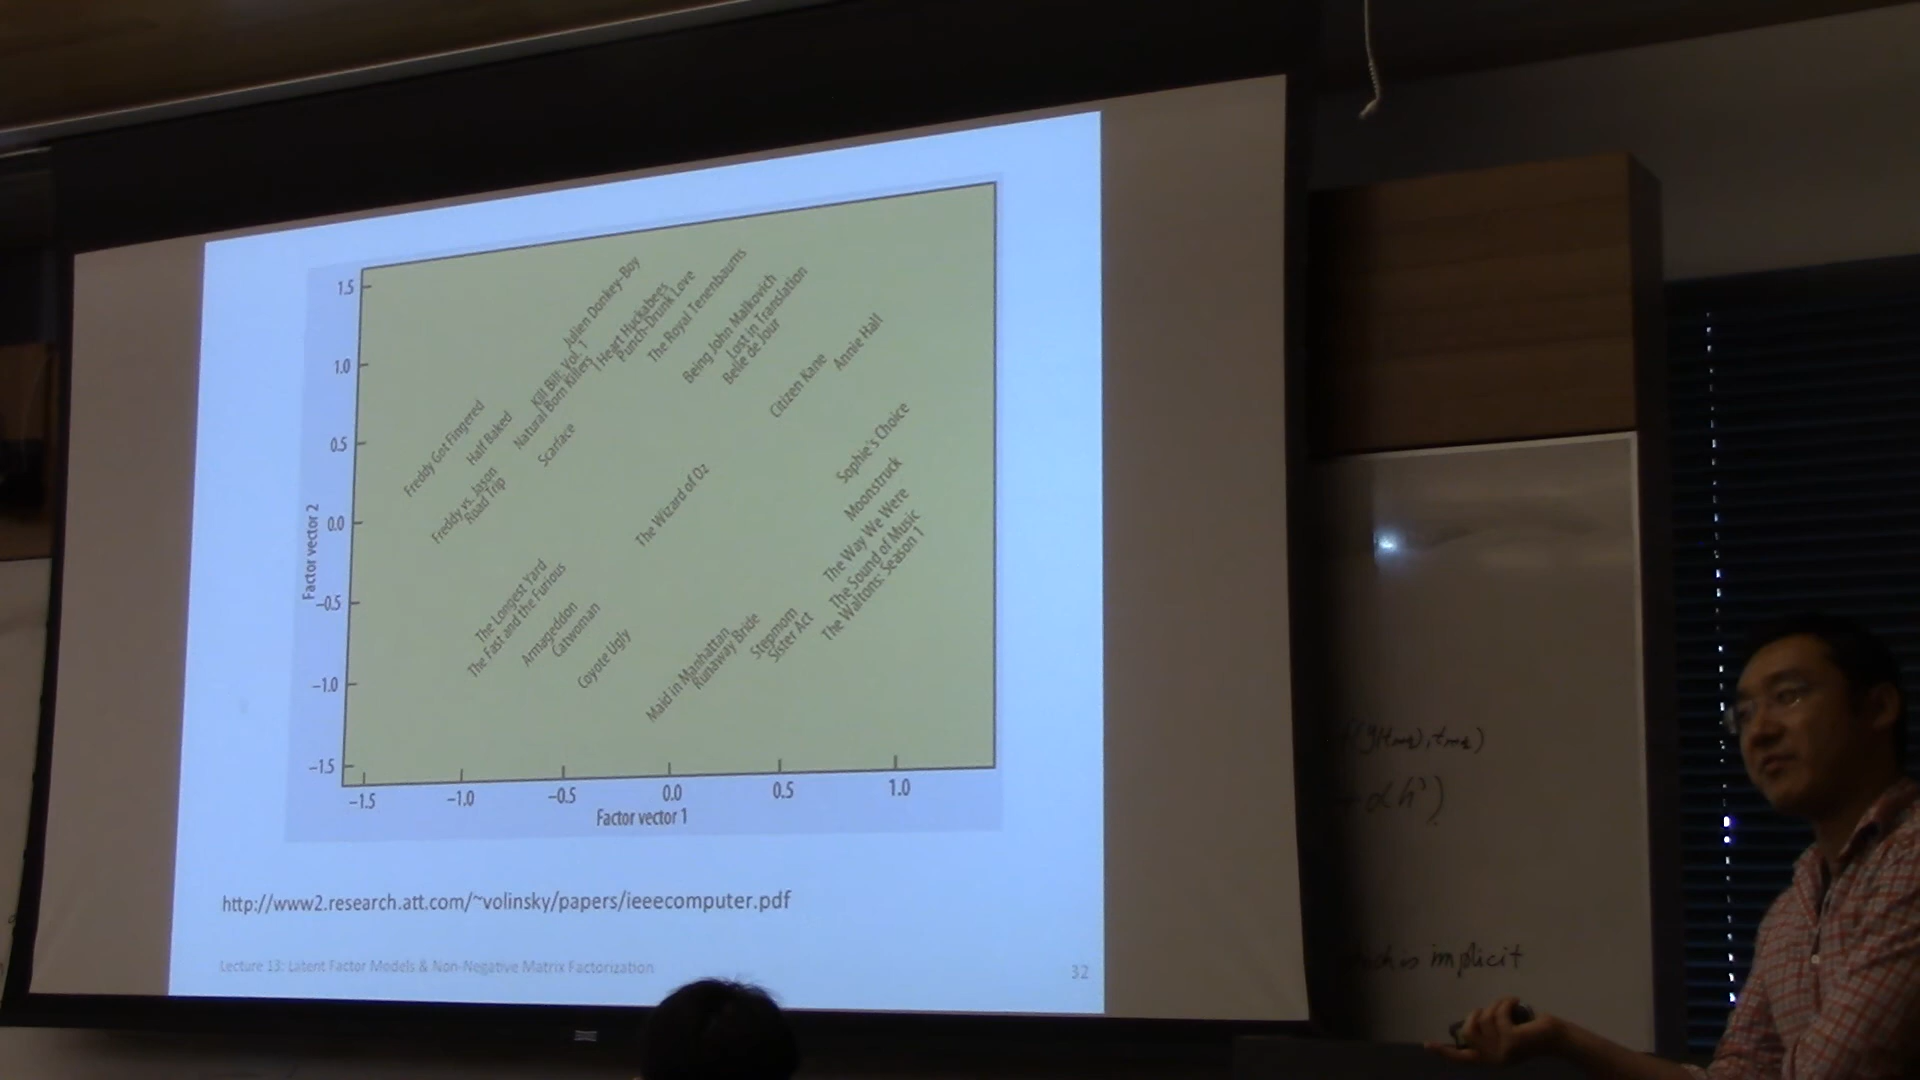 1.5
1.0
0.5
0.0
−0.5
−1.0
−1.5
Factor vector 2
Julien Donkey-Boy
I Heart Huckabees
Punch-Drunk Love
The Royal Tenenbaums
Being John Malkovich
Lost in Translation
Belle de Jour
Kill Bill: Vol. 1
Natural Born Killers
Scarface
Annie Hall
Citizen Kane
Freddy Got Fingered
Half Baked
Freddy vs. Jason
Road Trip
Sophie's Choice
Moonstruck
The Wizard of Oz
The Way We Were
The Sound of Music
The Waltons: Season 1
The Longest Yard
The Fast and the Furious
Armageddon
Catwoman
Coyote Ugly
Maid in Manhattan
Runaway Bride
Stepmom
Sister Act
−1.5 −1.0 −0.5 0.0 0.5 1.0
Factor vector 1
http://www2.research.att.com/~volinsky/papers/ieeecomputer.pdf
Lecture 13: Latent Factor Models & Non-Negative Matrix Factorization
32
is implicit